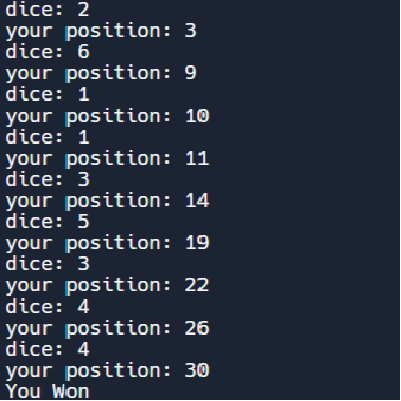 dice: 2
your position: 3
dice: 6
your position: 9
dice: 1
your position: 10
dice: 1
your position: 11
dice: 3
your position: 14
dice: 5
your position: 19
dice: 3
your position: 22
dice: 4
your position: 26
dice: 4
your position: 30
You Won